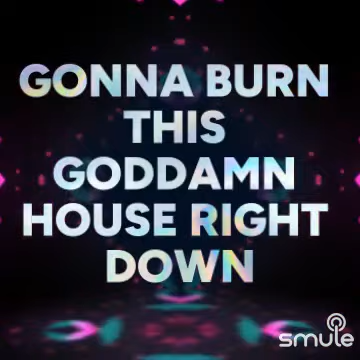 GONNA BURN
THIS
GODDAMN
HOUSE RIGHT
DOWN
smule